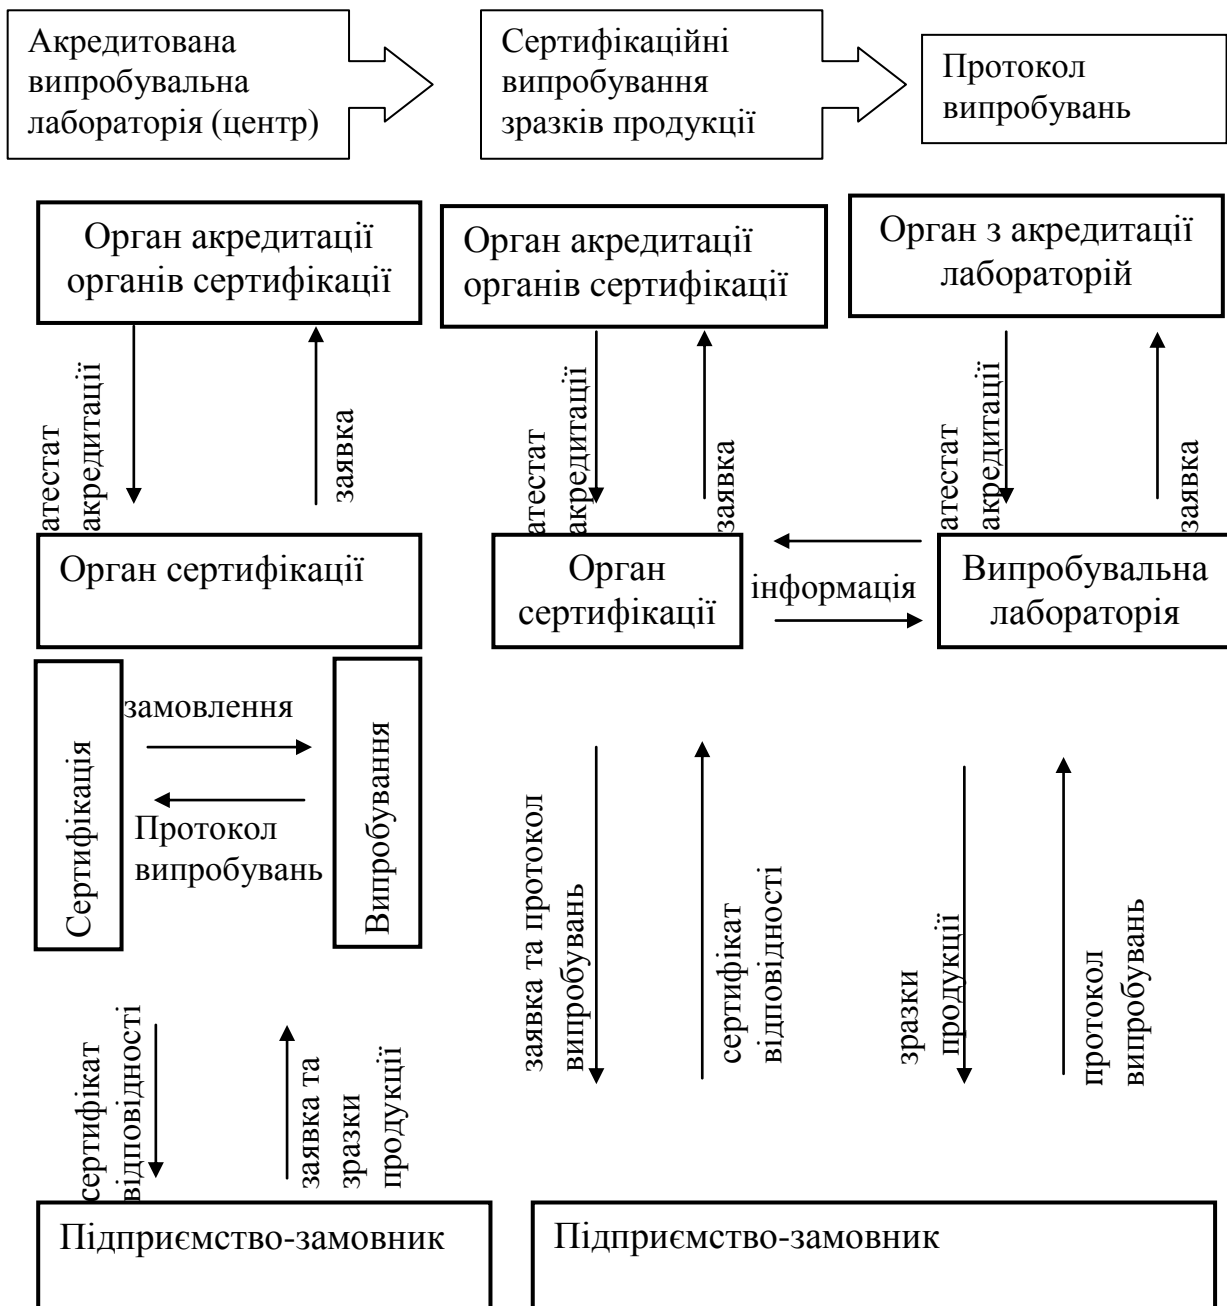 Акредитована
випробувальна
лабораторія (центр)
Сертифікаційні
випробування
зразків продукції
Протокол
випробувань
Орган акредитації
органів сертифікації
Орган акредитації
органів сертифікації
Орган з акредитації
лабораторій
атестат
акредитації
заявка
атестат
акредитації
заявка
атестат
акредитації
заявка
Орган сертифікації
Орган
сертифікації
інформація
Випробувальна
лабораторія
Сертифікація
замовлення
Протокол
випробувань
Випробування
заявка та протокол
випробувань
сертифікат
відповідності
зразки
продукції
протокол
випробувань
сертифікат
відповідності
заявка та
зразки
продукції
Підприємство-замовник
Підприємство-замовник